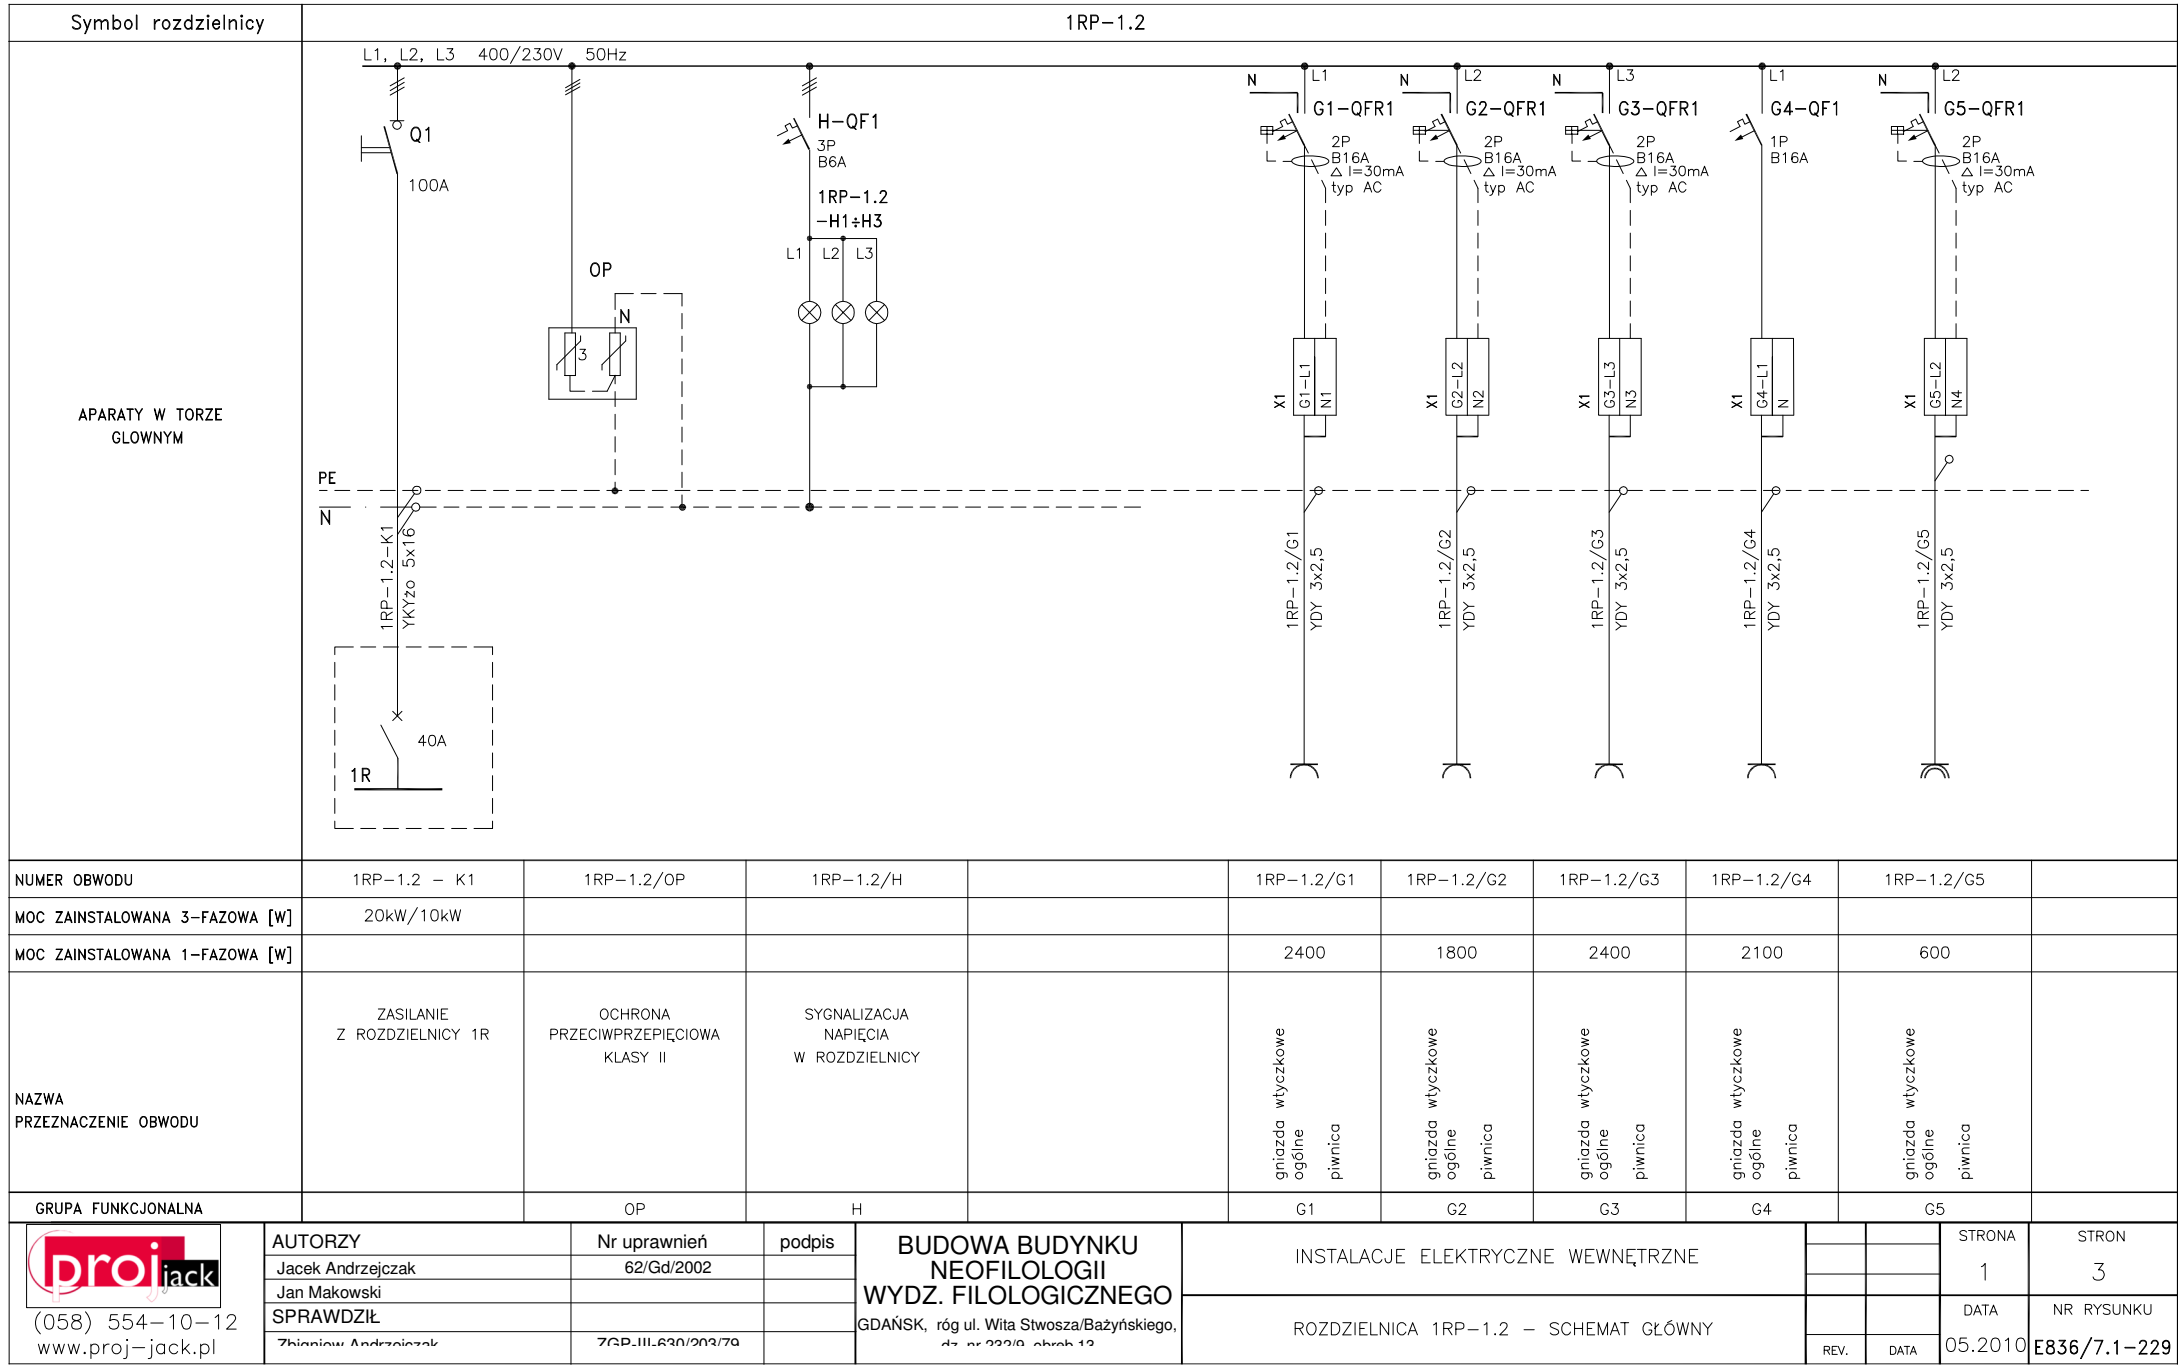 Symbol rozdzielnicy
1RP-1.2
L1, L2, L3 400/230V 50Hz
N L1 N L2 N L3 L1 N L2
Q1
100A
H-QF1
3P
B6A
1RP-1.2
-H1÷H3
L1 L2 L3
OP
N
3
G1-QFR1
2P
B16A
△ I=30mA
typ AC
G2-QFR1
2P
B16A
△ I=30mA
typ AC
G3-QFR1
2P
B16A
△ I=30mA
typ AC
G4-QF1
1P
B16A
G5-QFR1
2P
B16A
△ I=30mA
typ AC
X1 G1-L1 N1
X1 G2-L2 N2
X1 G3-L3 N3
X1 G4-L1 N
X1 G5-L2 N4
APARATY W TORZE
GLOWNYM
PE
N
1RP-1.2-K1
YKYżo 5x16
1RP-1.2/G1
YDY 3x2,5
1RP-1.2/G2
YDY 3x2,5
1RP-1.2/G3
YDY 3x2,5
1RP-1.2/G4
YDY 3x2,5
1RP-1.2/G5
YDY 3x2,5
40A
1R
NUMER OBWODU 1RP-1.2 - K1 1RP-1.2/OP 1RP-1.2/H 1RP-1.2/G1 1RP-1.2/G2 1RP-1.2/G3 1RP-1.2/G4 1RP-1.2/G5
MOC ZAINSTALOWANA 3-FAZOWA [W] 20kW/10kW
MOC ZAINSTALOWANA 1-FAZOWA [W] 2400 1800 2400 2100 600
NAZWA
PRZEZNACZENIE OBWODU
ZASILANIE
Z ROZDZIELNICY 1R
OCHRONA
PRZECIWPRZEPIĘCIOWA
KLASY II
SYGNALIZACJA
NAPIĘCIA
W ROZDZIELNICY
gniazda wtyczkowe
ogólne
piwnica
gniazda wtyczkowe
ogólne
piwnica
gniazda wtyczkowe
ogólne
piwnica
gniazda wtyczkowe
ogólne
piwnica
gniazda wtyczkowe
ogólne
piwnica
GRUPA FUNKCJONALNA OP H G1 G2 G3 G4 G5
proj jack
(058) 554-10-12
www.proj-jack.pl
AUTORZY Nr uprawnień podpis
Jacek Andrzejczak 62/Gd/2002
Jan Makowski
SPRAWDZIŁ
Zbigniew Andrzejczak ZGP-III-630/203/79
BUDOWA BUDYNKU
NEOFILOLOGII
WYDZ. FILOLOGICZNEGO
GDAŃSK, róg ul. Wita Stwosza/Bażyńskiego,
dz. nr 232/9, obręb 13
INSTALACJE ELEKTRYCZNE WEWNĘTRZNE
ROZDZIELNICA 1RP-1.2 - SCHEMAT GŁÓWNY
REV. DATA
STRONA
1
STRON
3
DATA
05.2010
NR RYSUNKU
E836/7.1-229